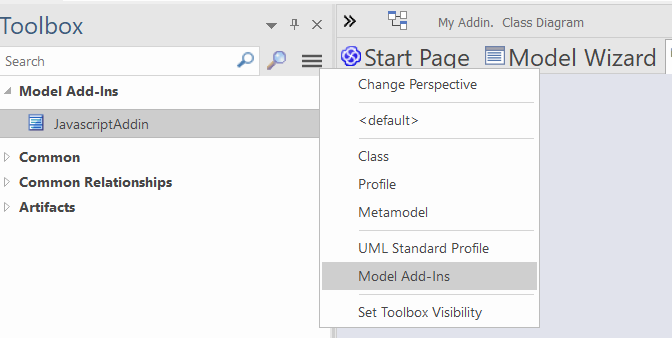 Toolbox
My Addin. Class Diagram
Search
Start Page
Model Wizard
Model Add-Ins
JavascriptAddin
Common
Common Relationships
Artifacts
Change Perspective
<default>
Class
Profile
Metamodel
UML Standard Profile
Model Add-Ins
Set Toolbox Visibility